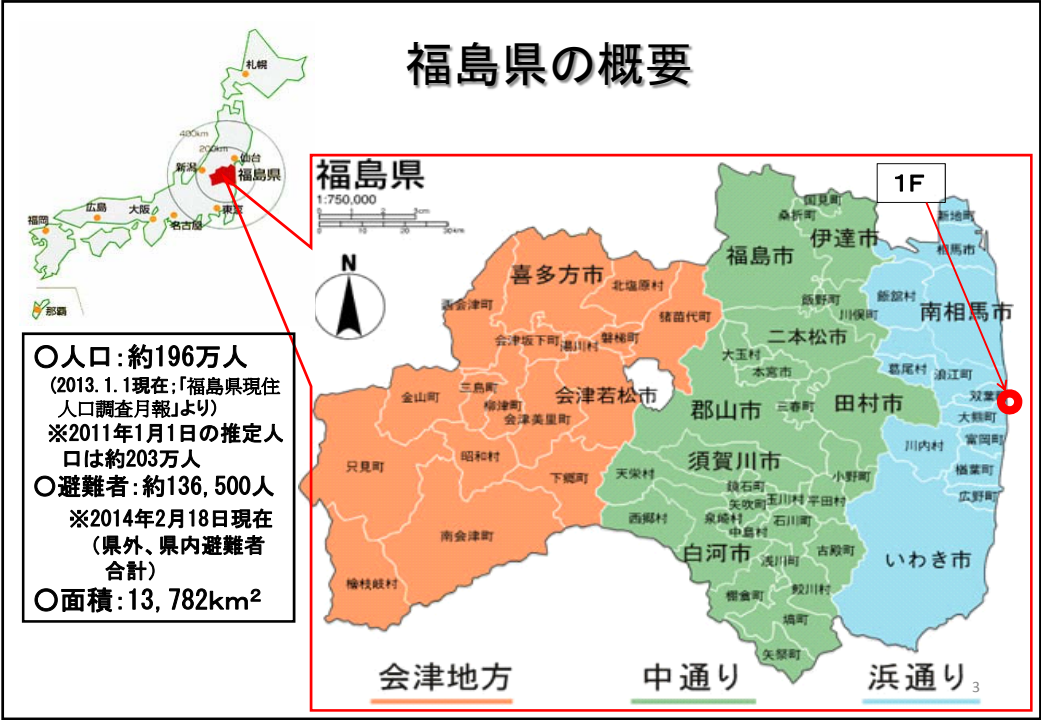 福島県の概要
札幌
400km
200km
仙台
新潟
福島県
広島
大阪
東京
名古屋
福岡
那覇
〇人口：約196万人
（2013.1.1現在；「福島県現住
人口調査月報」より）
※2011年1月1日の推定人
口は約203万人
〇避難者：約136,500人
※2014年2月18日現在
（県外、県内避難者
合計）
〇面積：13,782km²
福島県
1:750,000
0 1 2 3cm
0 10 20 30km
N
1F
国見町
桑折町
新地町
伊達市
福島市
相馬市
喜多方市
北塩原村
西会津町
飯野町
飯舘村
川俣町
南相馬市
猪苗代町
二本松市
会津坂下町
湯川村
磐梯町
大玉村
本宮市
葛尾村
浪江町
三島町
金山町
会津若松市
柳津町
会津美里町
郡山市
三春町
田村市
双葉
大熊町
富岡町
川内村
昭和村
只見町
下郷町
須賀川市
天栄村
小野町
楢葉町
鏡石町
矢吹町
玉川村
平田村
広野町
西郷村
泉崎村
石川町
中島村
南会津町
白河市
浅川町
古殿町
いわき市
檜枝岐村
棚倉町
鮫川村
塙町
矢祭町
会津地方
中通り
浜通り
3